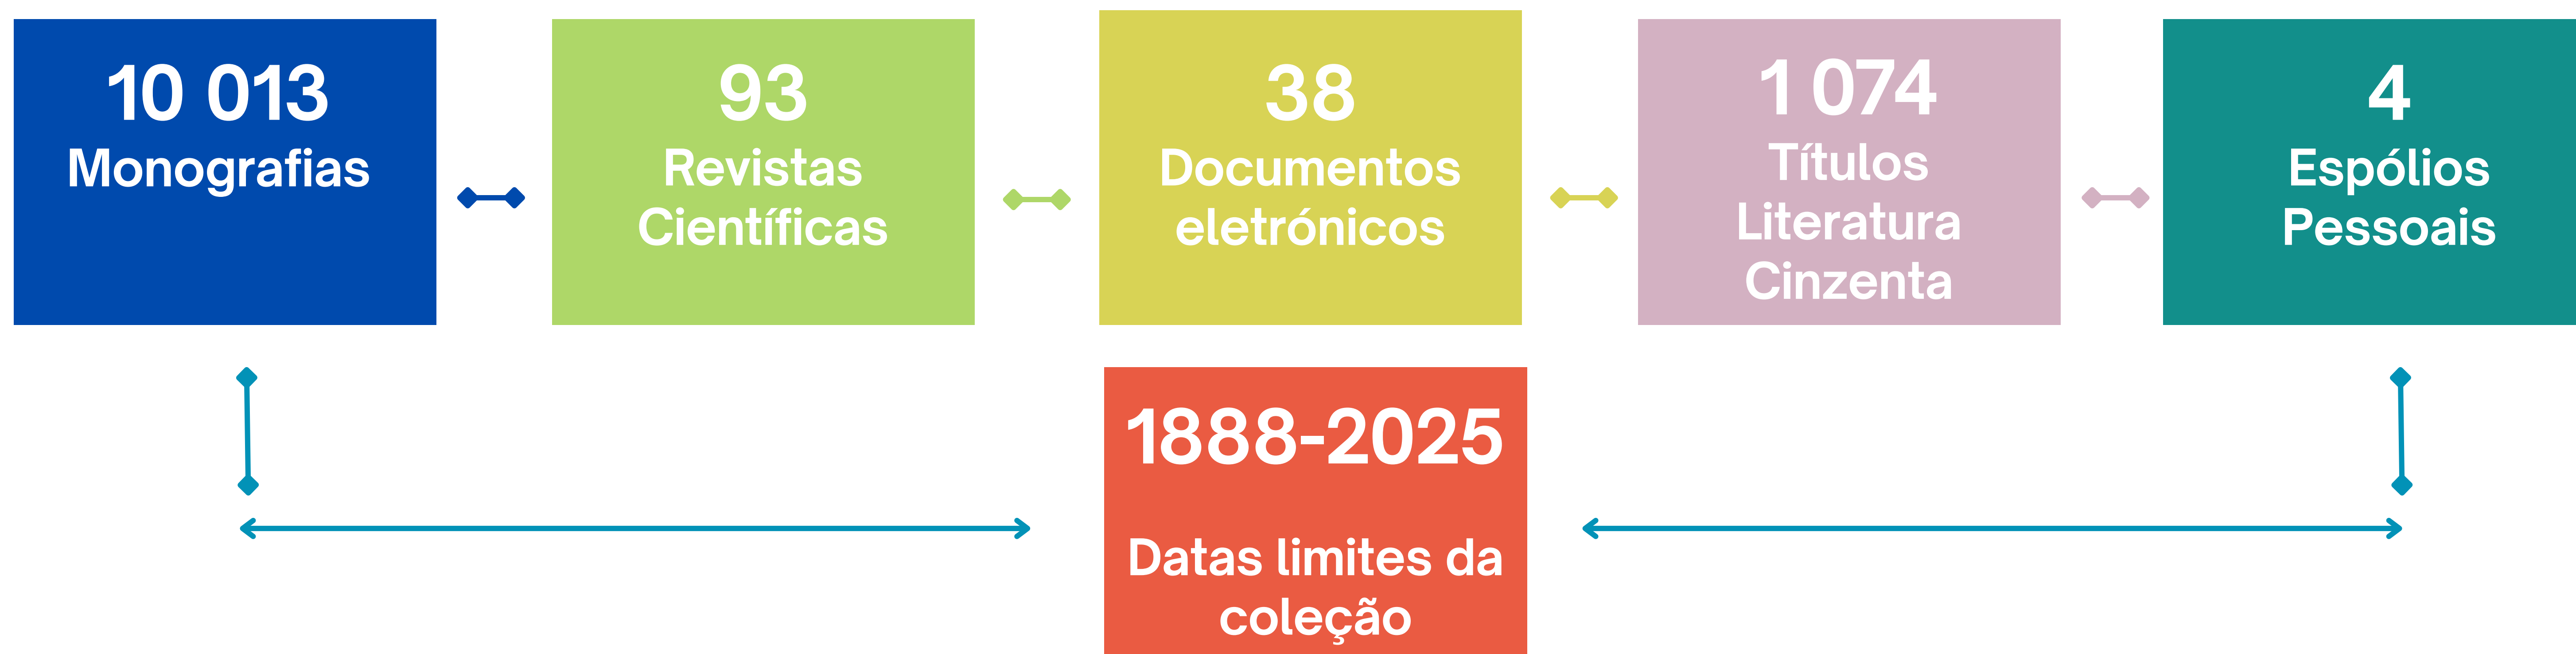 10 013
Monografias
93
Revistas
Científicas
38
Documentos
eletrónicos
1 074
Títulos
Literatura
Cinzenta
4
Espólios
Pessoais
1888-2025
Datas limites da
coleção